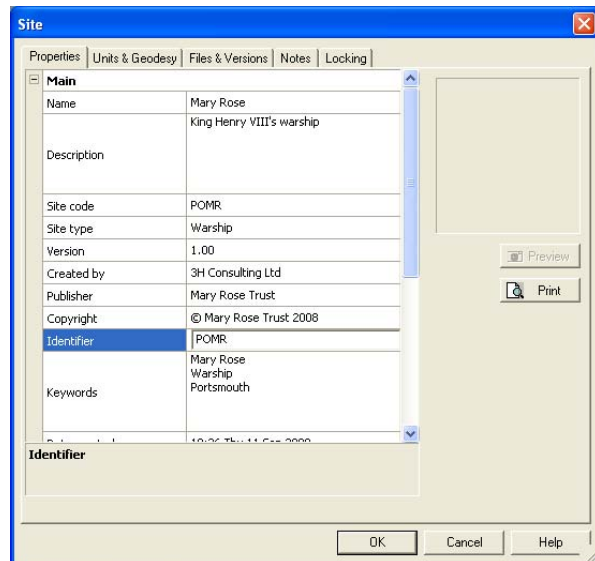 Site
Properties Units & Geodesy Files & Versions Notes Locking
Main
Name Mary Rose
Description King Henry VIII's warship
Site code POMR
Site type Warship
Version 1.00
Created by 3H Consulting Ltd
Publisher Mary Rose Trust
Copyright © Mary Rose Trust 2008
Identifier POMR
Keywords Mary Rose
Warship
Portsmouth
Identifier
Preview
Print
OK Cancel Help